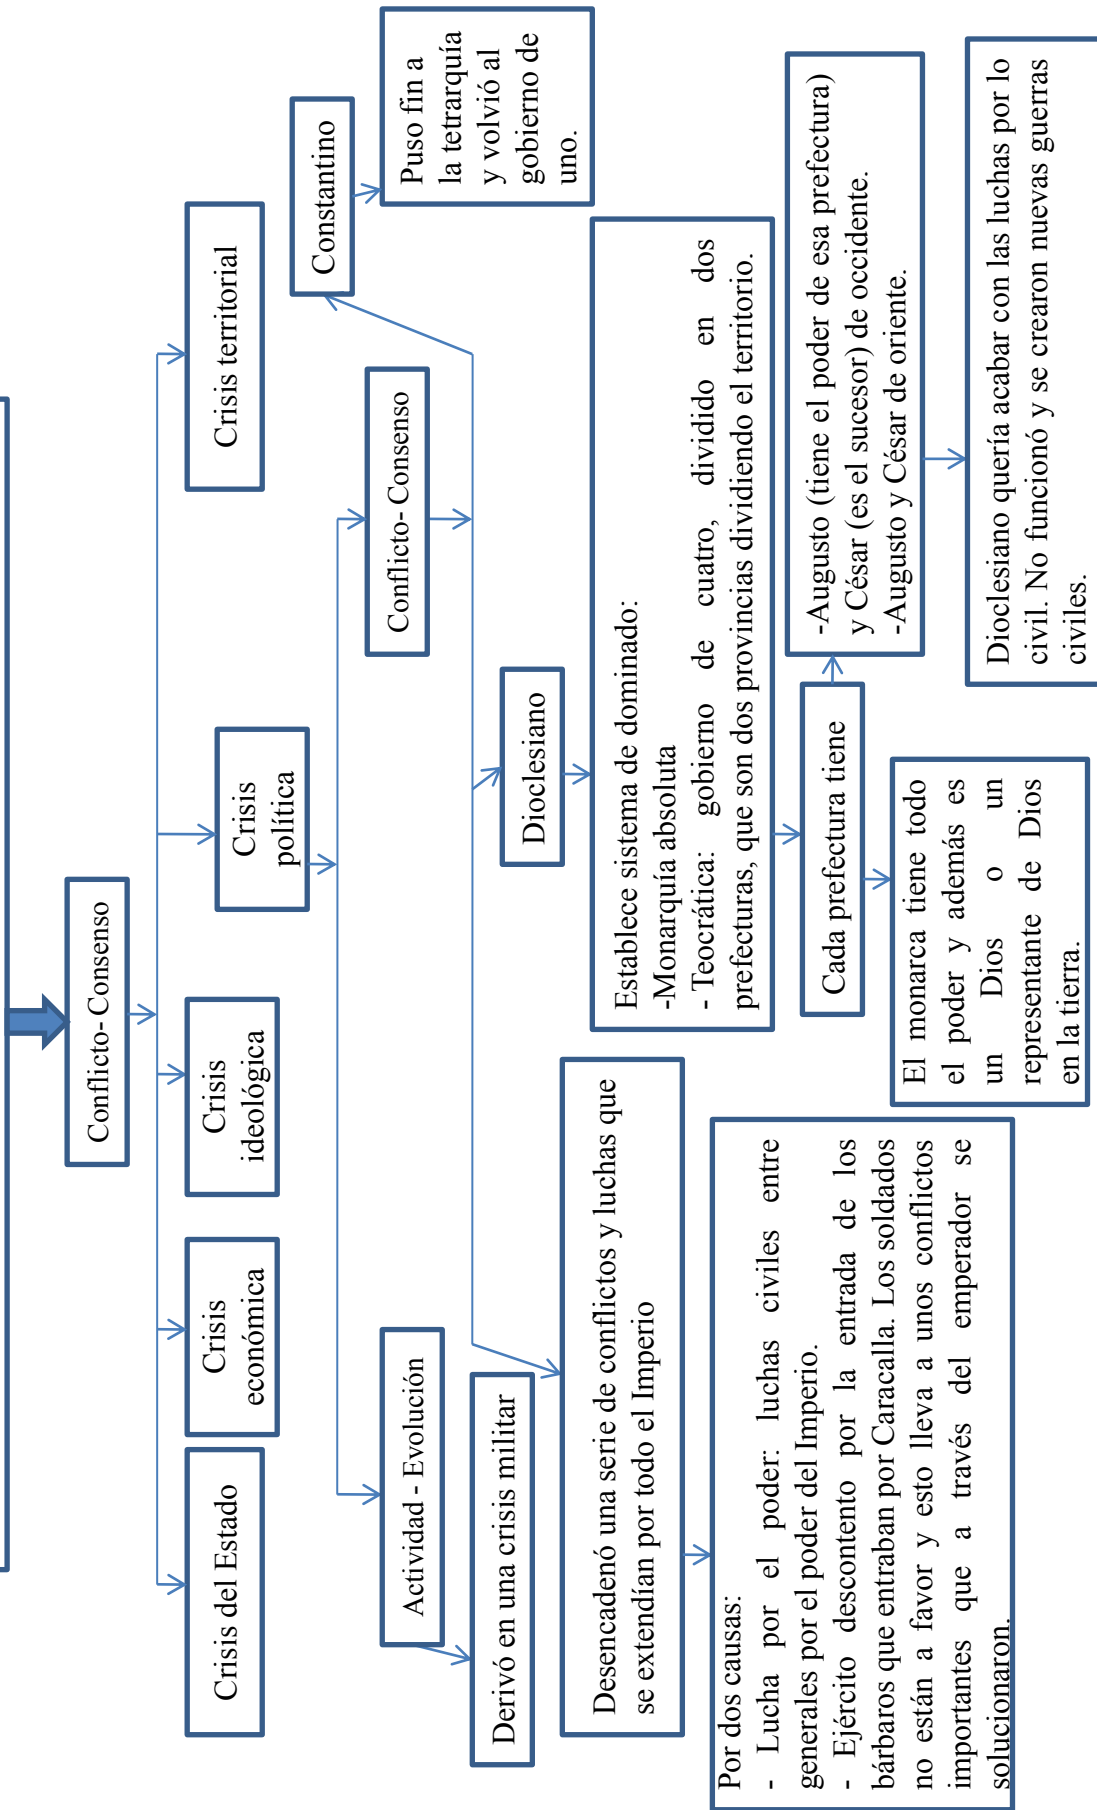 Conflicto- Consenso
Crisis del Estado
Crisis
económica
Crisis
ideológica
Crisis
política
Crisis territorial
Actividad - Evolución
Conflicto- Consenso
Constantino
Derivó en una crisis militar
Puso fin a
la tetrarquía
y volvió al
gobierno de
uno.
Desencadenó una serie de conflictos y luchas que
se extendían por todo el Imperio
Dioclesiano
Por dos causas:
- Lucha por el poder: luchas civiles entre
generales por el poder del Imperio.
- Ejército descontento por la entrada de los
bárbaros que entraban por Caracalla. Los soldados
no están a favor y esto lleva a unos conflictos
importantes que a través del emperador se
solucionaron.
Establece sistema de dominado:
-Monarquía absoluta
- Teocrática: gobierno de cuatro, dividido en dos
prefecturas, que son dos provincias dividiendo el territorio.
Cada prefectura tiene
-Augusto (tiene el poder de esa prefectura)
y César (es el sucesor) de occidente.
-Augusto y César de oriente.
El monarca tiene todo
el poder y además es
un Dios o un
representante de Dios
en la tierra.
Dioclesiano quería acabar con las luchas por lo
civil. No funcionó y se crearon nuevas guerras
civiles.